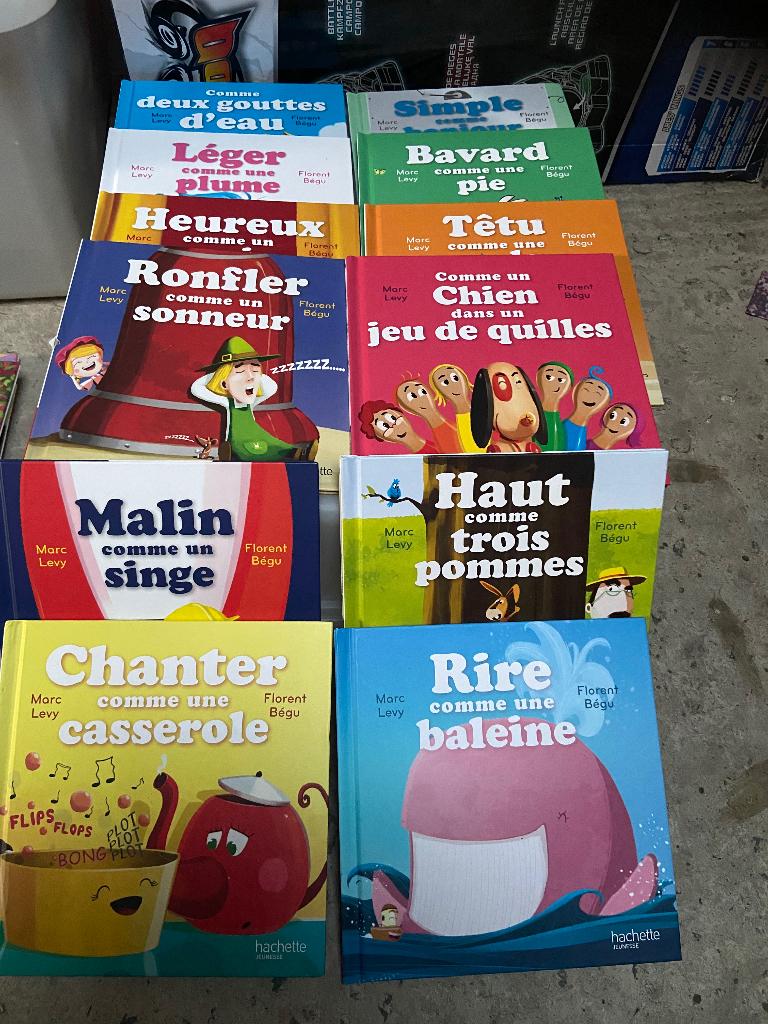 Comme
deux gouttes
d'eau
Marc
Levy
Florent
Bégu
Simple
comme
bonjour
Marc
Levy
Florent
Bégu
Léger
comme une
plume
Marc
Levy
Florent
Bégu
Bavard
comme une
pie
Marc
Levy
Florent
Bégu
Heureux
comme un
Marc
Florent
Bégu
Têtu
comme une
Marc
Levy
Florent
Bégu
Ronfler
comme un
sonneur
Marc
Levy
Florent
Bégu
ZZZZZZZ.....
hette
Comme un
Chien
dans un
jeu de quilles
Marc
Levy
Florent
Bégu
Malin
comme un
singe
Marc
Levy
Florent
Bégu
Haut
comme
trois
pommes
Marc
Levy
Florent
Bégu
Chanter
comme une
casserole
Marc
Levy
Florent
Bégu
FLIPS
FLOPS
PLOT
PLOT
BONG PLOT
hachette
JEUNESSE
Rire
comme une
baleine
Marc
Levy
Florent
Bégu
hachette
JEUNESSE